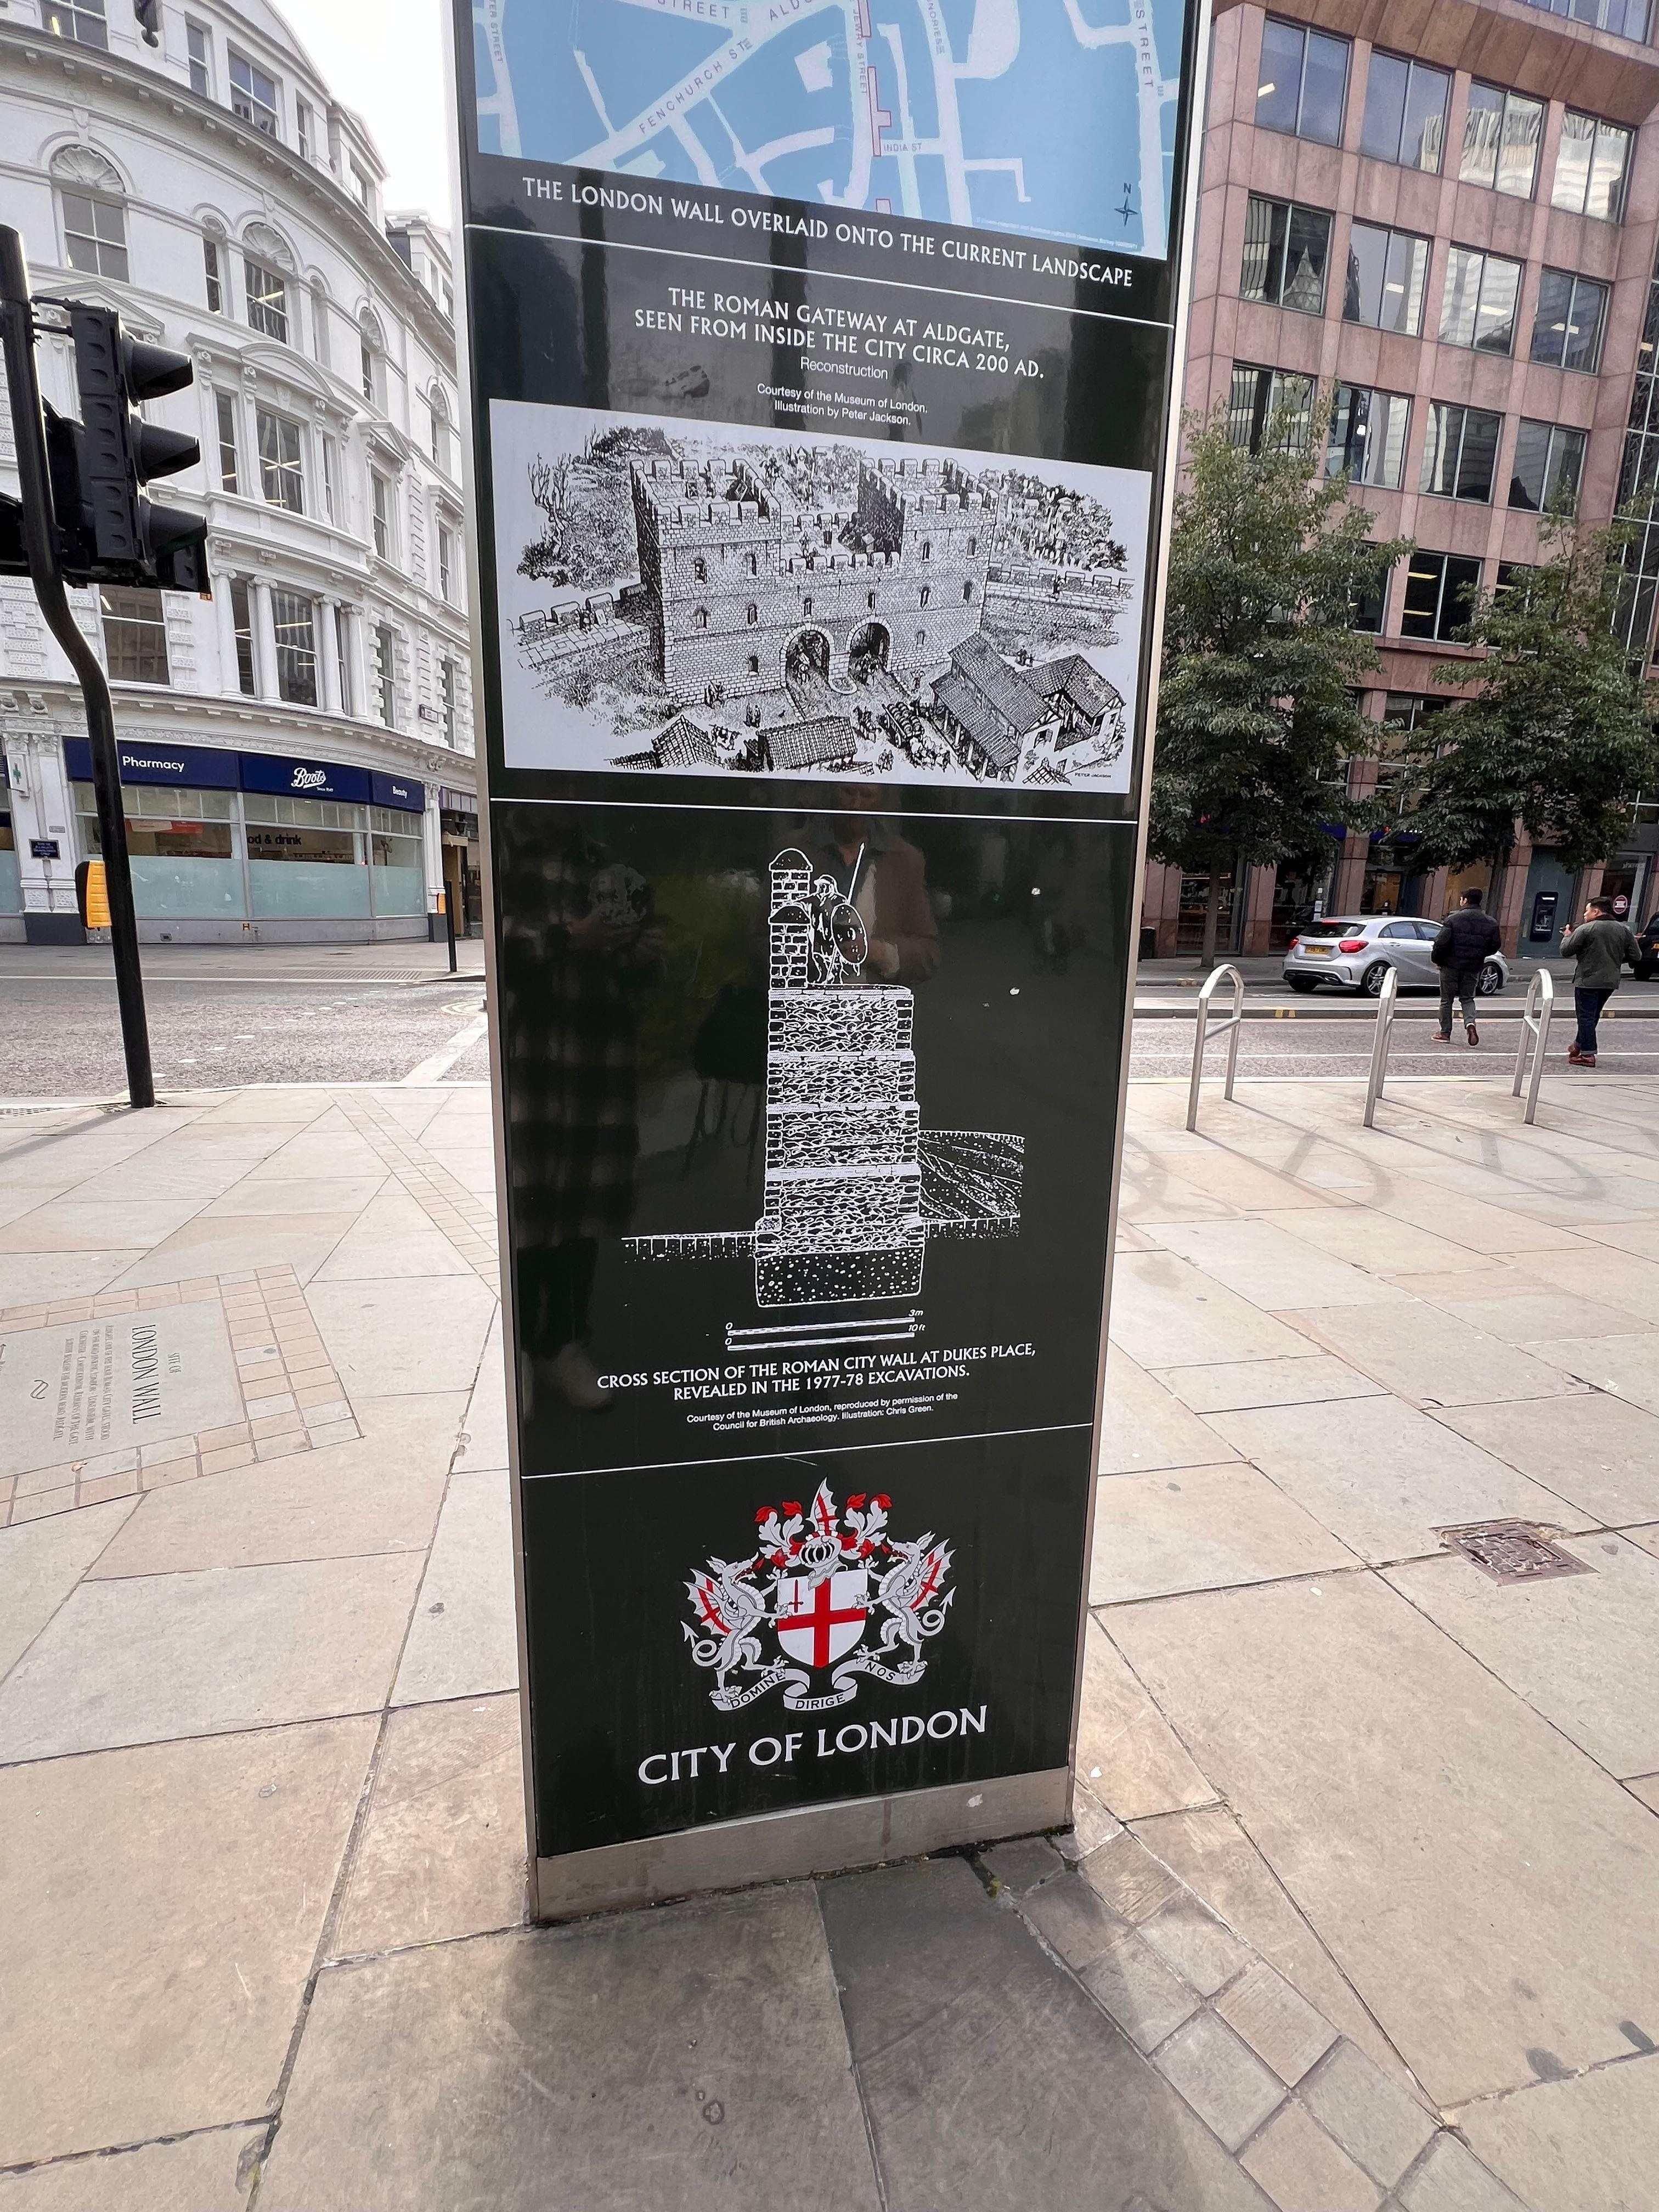 STREET
FENCHURCH ST
INDIA ST
STREET
N
THE LONDON WALL OVERLAID ONTO THE CURRENT LANDSCAPE
THE ROMAN GATEWAY AT ALDGATE,
SEEN FROM INSIDE THE CITY CIRCA 200 AD.
Reconstruction
Courtesy of the Museum of London.
Illustration by Peter Jackson.
PETER JACKSON
Pharmacy
Boots
Beauty
& drink
0 3m
0 10ft
CROSS SECTION OF THE ROMAN CITY WALL AT DUKES PLACE,
REVEALED IN THE 1977-78 EXCAVATIONS.
Courtesy of the Museum of London, reproduced by permission of the
Council for British Archaeology. Illustration: Chris Green.
SITE OF
LONDON WALL
DOMINE DIRIGE NOS
CITY OF LONDON